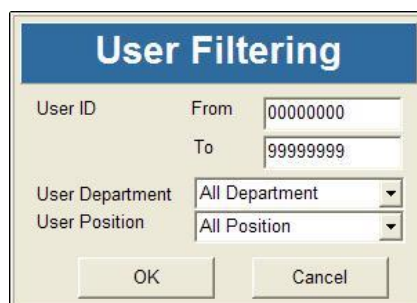 User Filtering
User ID From 00000000
To 99999999
User Department All Department
User Position All Position
OK Cancel